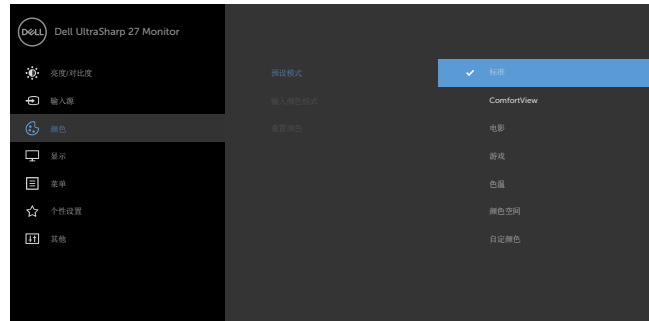 DELL Dell UltraSharp 27 Monitor
亮度/对比度
输入源
颜色
显示
菜单
个性设置
其他
预设模式
输入颜色格式
重置颜色
标准
ComfortView
电影
游戏
色温
颜色空间
自定颜色